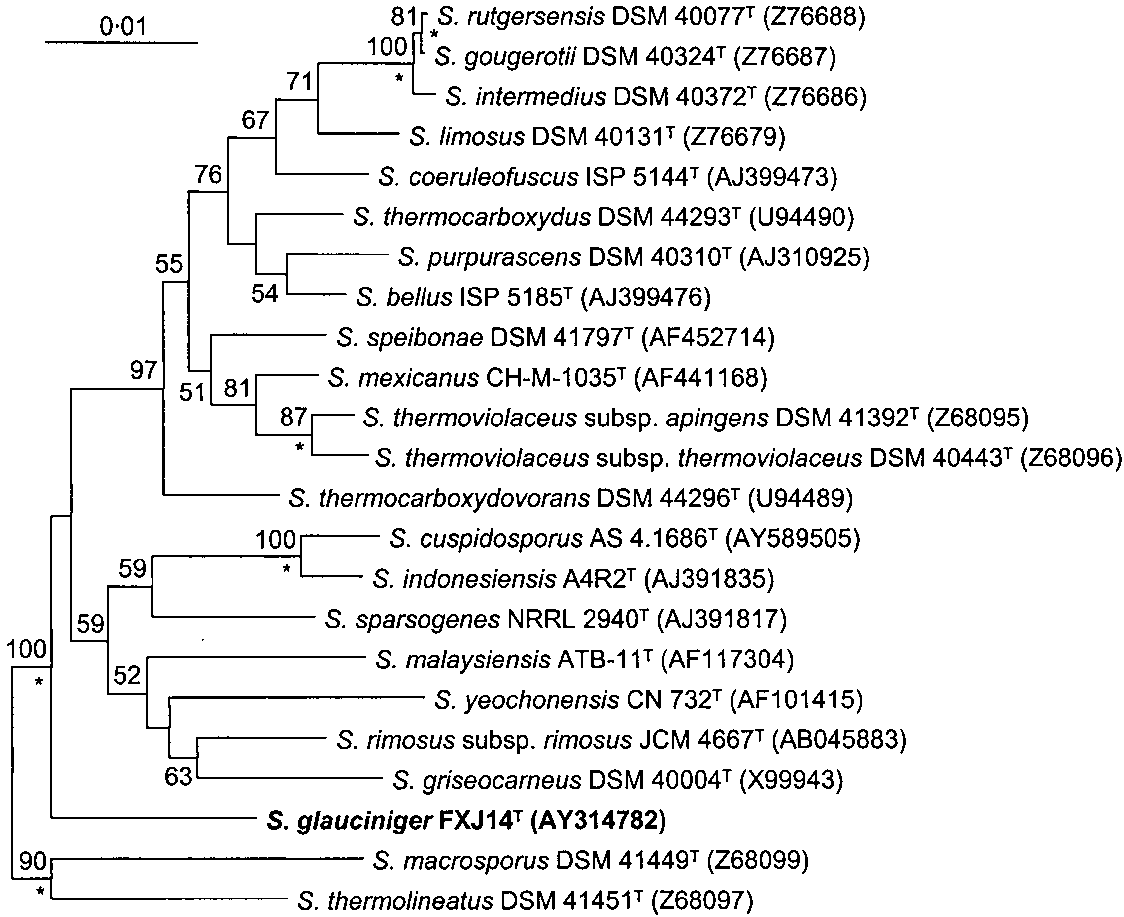 0·01
81
S. rutgersensis DSM 40077ᵀ (Z76688)
*
100
S. gougerotii DSM 40324ᵀ (Z76687)
*
S. intermedius DSM 40372ᵀ (Z76686)
71
67
S. limosus DSM 40131ᵀ (Z76679)
76
S. coeruleofuscus ISP 5144ᵀ (AJ399473)
S. thermocarboxydus DSM 44293ᵀ (U94490)
55
S. purpurascens DSM 40310ᵀ (AJ310925)
54
S. bellus ISP 5185ᵀ (AJ399476)
S. speibonae DSM 41797ᵀ (AF452714)
97
51
81
S. mexicanus CH-M-1035ᵀ (AF441168)
87
S. thermoviolaceus subsp. apingens DSM 41392ᵀ (Z68095)
*
S. thermoviolaceus subsp. thermoviolaceus DSM 40443ᵀ (Z68096)
S. thermocarboxydovorans DSM 44296ᵀ (U94489)
100
S. cuspidosporus AS 4.1686ᵀ (AY589505)
*
59
S. indonesiensis A4R2ᵀ (AJ391835)
59
S. sparsogenes NRRL 2940ᵀ (AJ391817)
100
*
52
S. malaysiensis ATB-11ᵀ (AF117304)
S. yeochonensis CN 732ᵀ (AF101415)
S. rimosus subsp. rimosus JCM 4667ᵀ (AB045883)
63
S. griseocarneus DSM 40004ᵀ (X99943)
S. glauciniger FXJ14ᵀ (AY314782)
90
S. macrosporus DSM 41449ᵀ (Z68099)
*
S. thermolineatus DSM 41451ᵀ (Z68097)